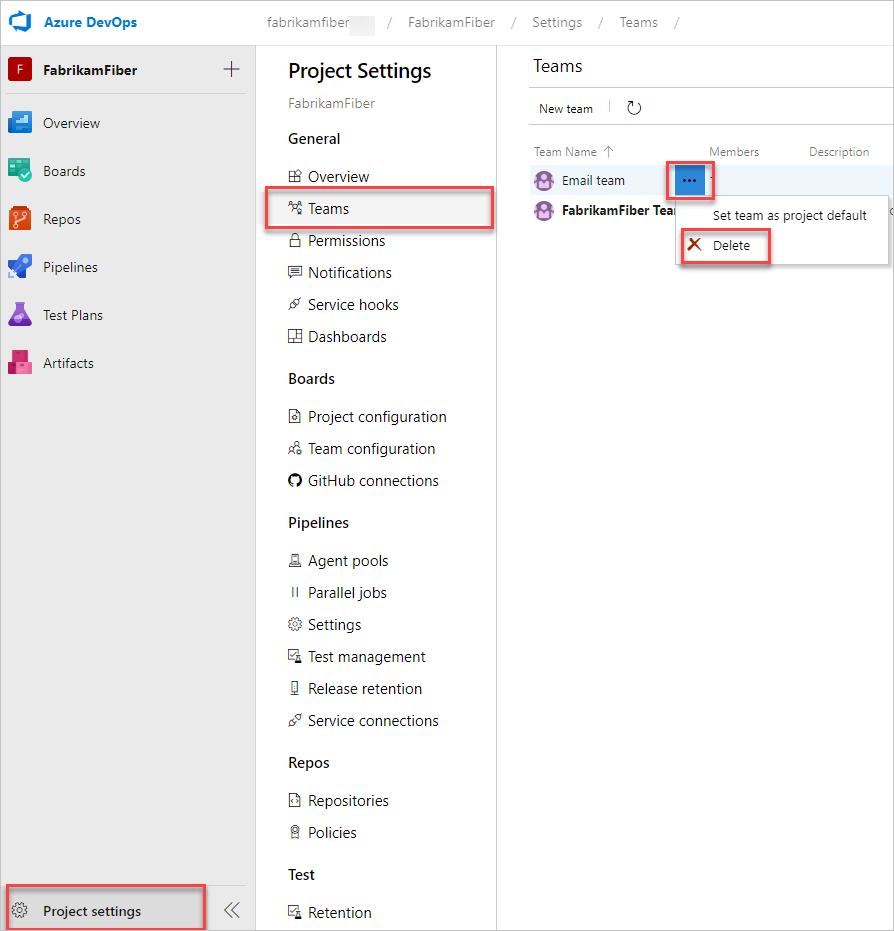 Azure DevOps
fabrikamfiber / FabrikamFiber / Settings / Teams /
F FabrikamFiber
Overview
Boards
Repos
Pipelines
Test Plans
Artifacts
Project settings
Project Settings
FabrikamFiber
General
Overview
Teams
Permissions
Notifications
Service hooks
Dashboards
Boards
Project configuration
Team configuration
GitHub connections
Pipelines
Agent pools
Parallel jobs
Settings
Test management
Release retention
Service connections
Repos
Repositories
Policies
Test
Retention
Teams
New team
Team Name Members Description
Email team
FabrikamFiber
Set team as project default
Delete